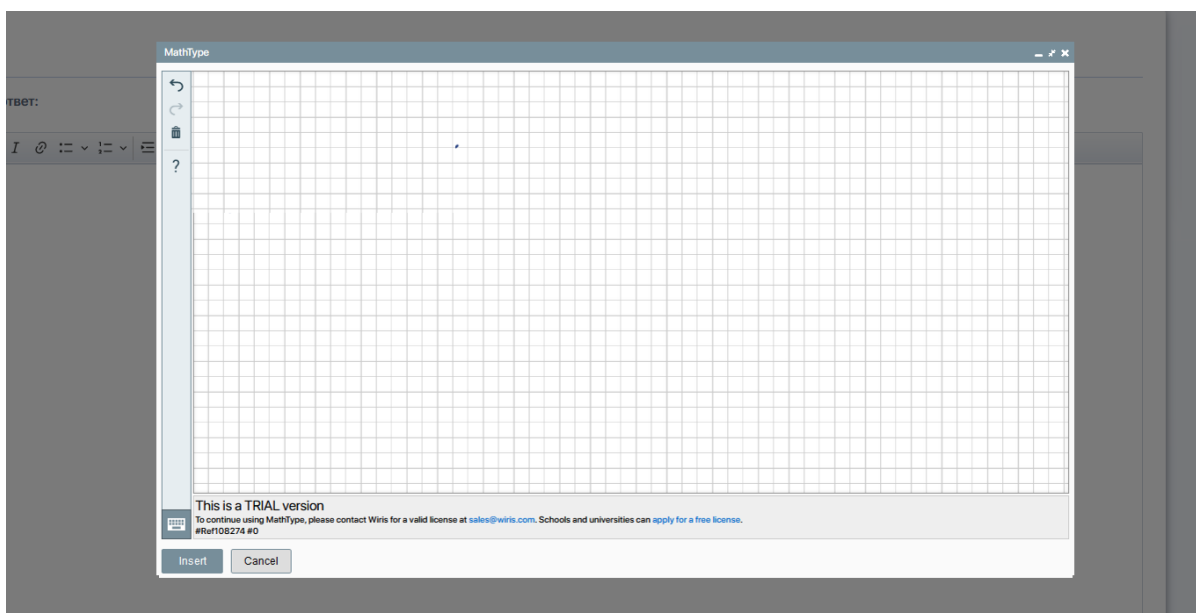 MathType
ответ:
?
This is a TRIAL version
To continue using MathType, please contact Wiris for a valid license at sales@wiris.com. Schools and universities can apply for a free license.
#Ref108274 #0
Insert
Cancel